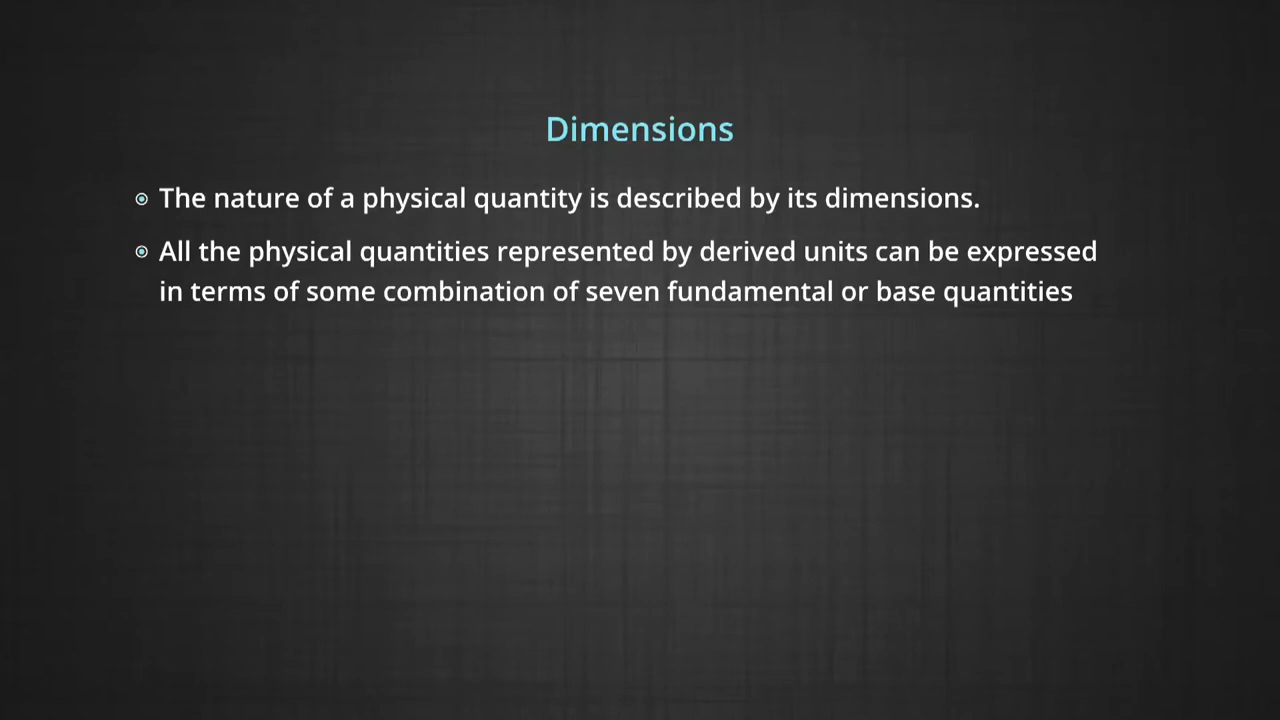 Dimensions
The nature of a physical quantity is described by its dimensions.
All the physical quantities represented by derived units can be expressed
in terms of some combination of seven fundamental or base quantities